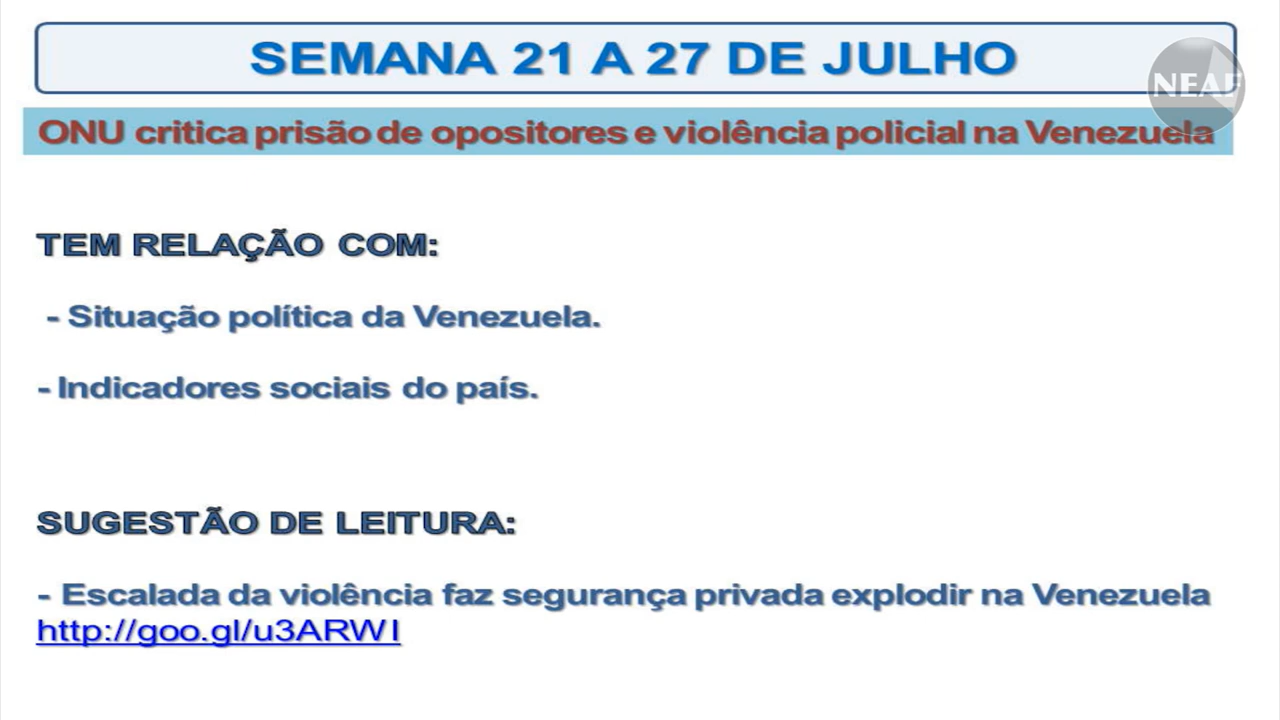 SEMANA 21 A 27 DE JULHO
NEAF
ONU critica prisão de opositores e violência policial na Venezuela
TEM RELAÇÃO COM:
- Situação política da Venezuela.
- Indicadores sociais do país.
SUGESTÃO DE LEITURA:
- Escalada da violência faz segurança privada explodir na Venezuela
http://goo.gl/u3ARWI